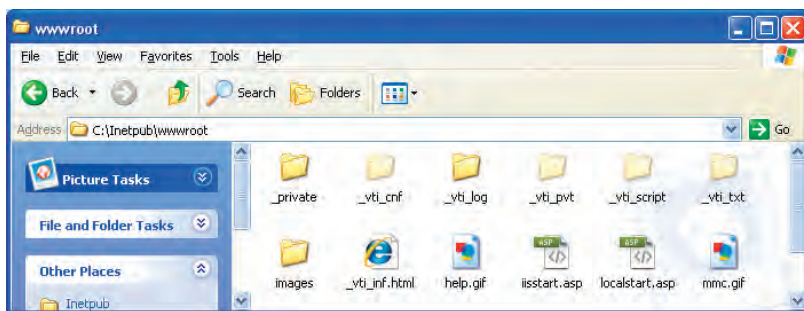 wwwroot
File Edit View Favorites Tools Help
Back Search Folders
Address C:\Inetpub\wwwroot Go
Picture Tasks
_private _vti_cnf _vti_log _vti_pvt _vti_script _vti_txt
File and Folder Tasks
ASP ASP
Other Places
images _vti_inf.html help.gif iisstart.asp localstart.asp mmc.gif
Inetpub